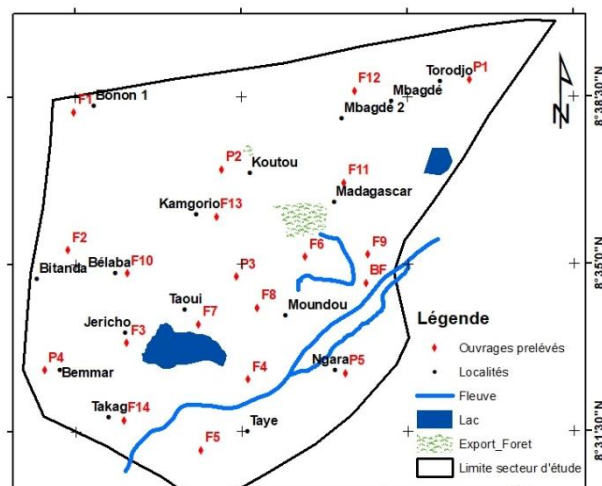 Torodjo P1
F12
Mbagdé
F1 Bonon 1
Mbagdé 2
8°38'30"N
N
P2
Koutou
F11
Madagascar
Kamgorio F13
F2
F6
F9
Bitanda
Bélaba F10
P3
BF
8°35'0"N
Taoui
F8
Moundou
F7
Jericho
F3
P4
Bemmar
F4
Ngara P5
Takag F14
Taye
F5
8°31'30"N
Légende
Ouvrages prelévés
Localités
Fleuve
Lac
Export_Foret
Limite secteur d'étude